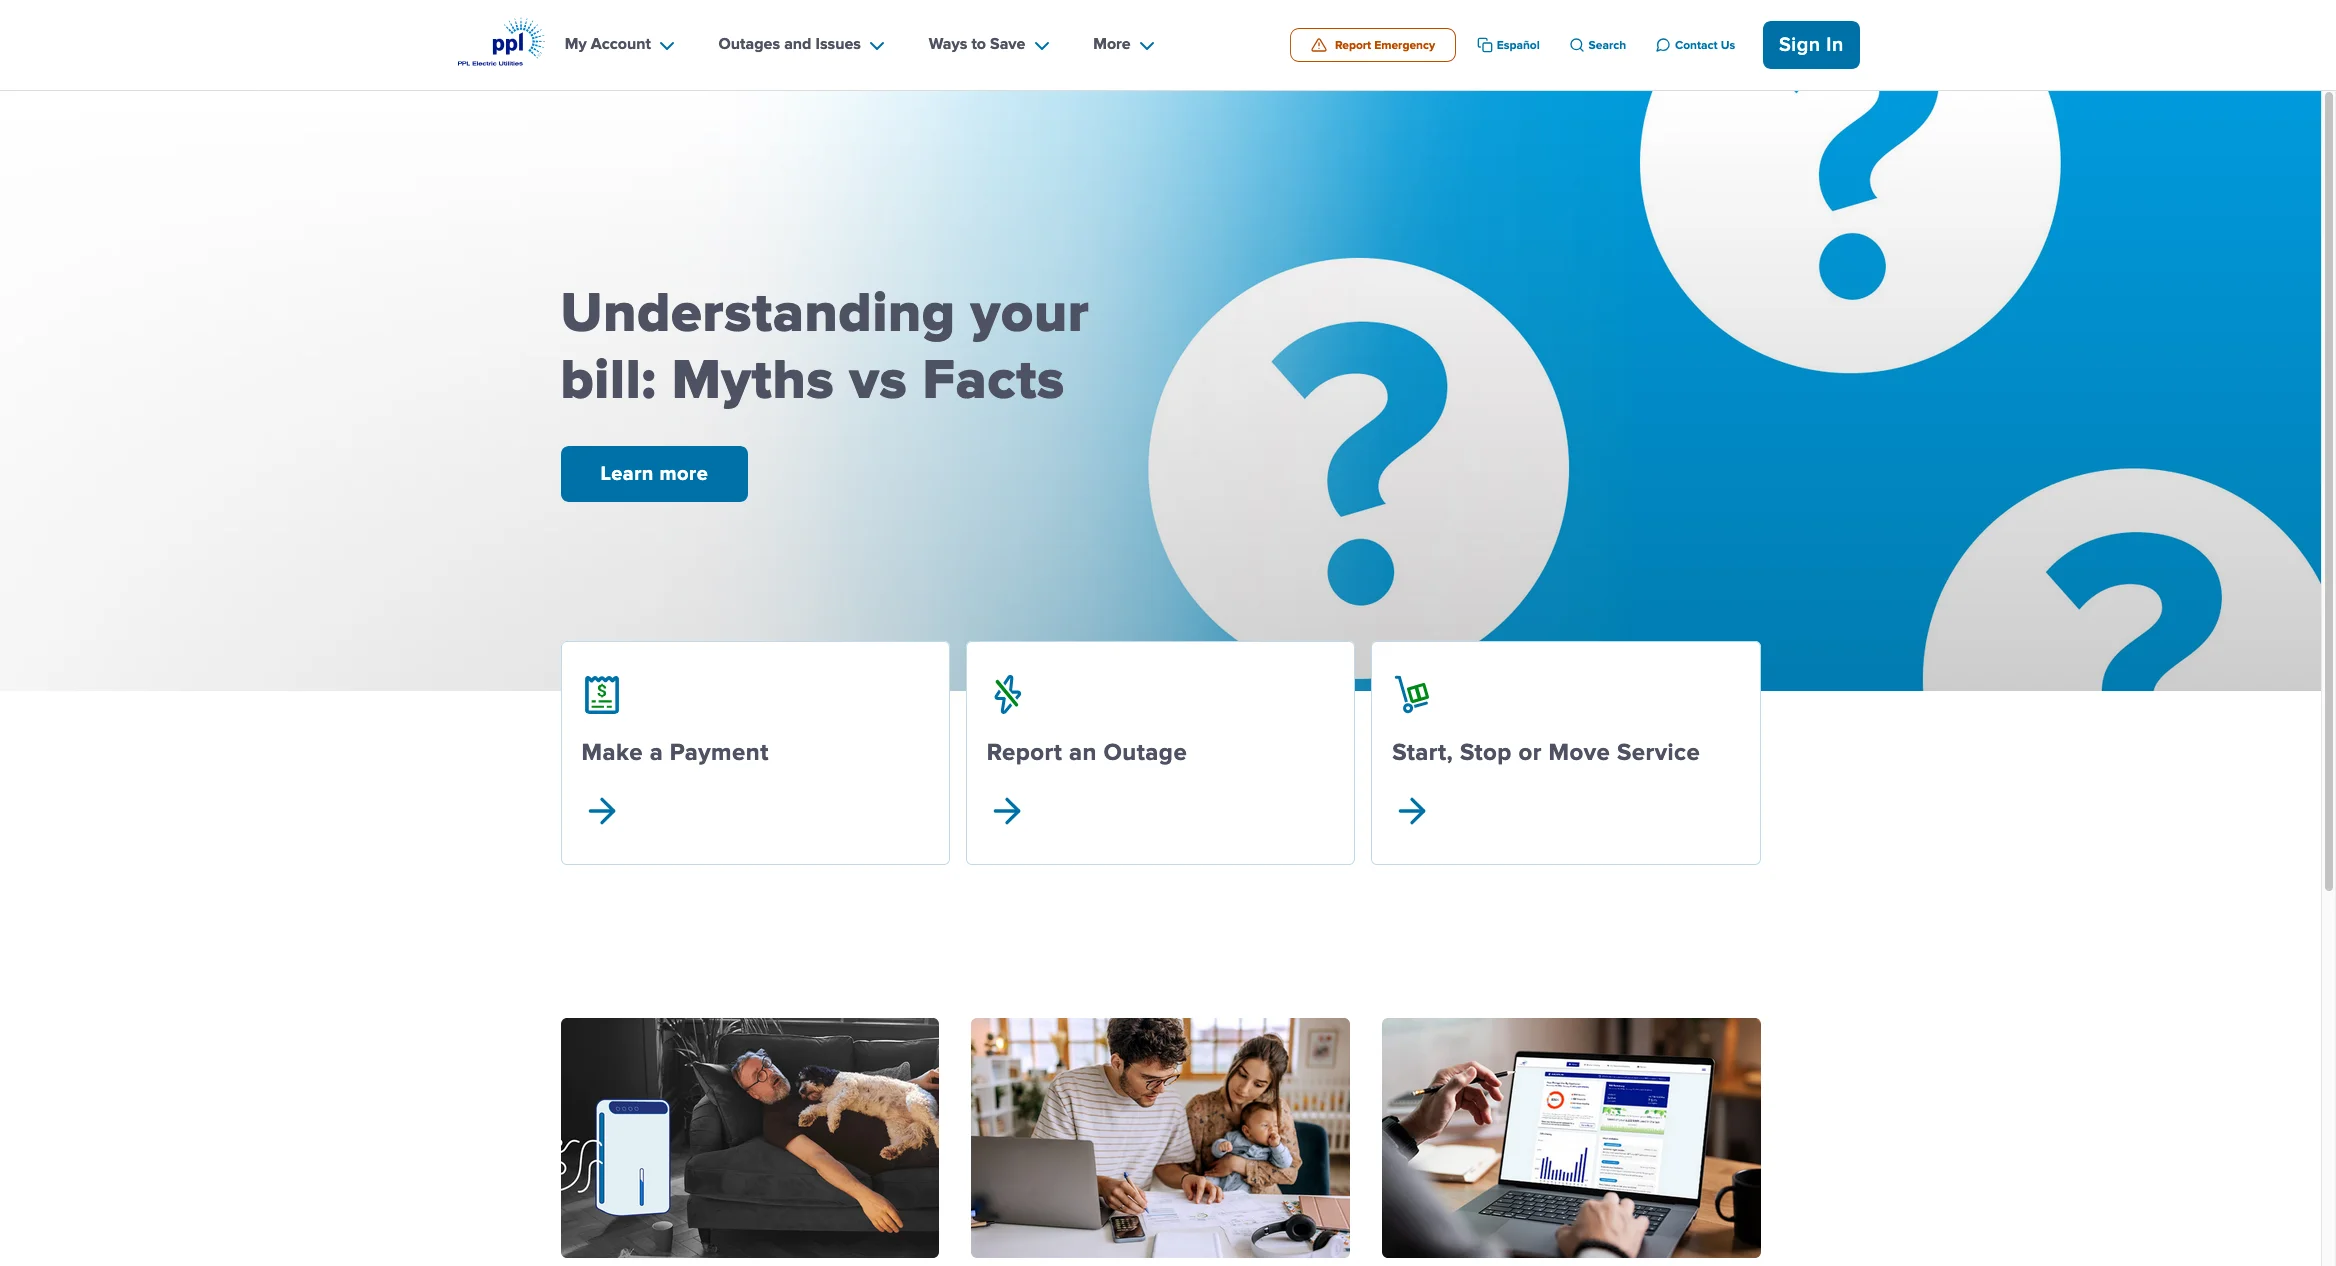 ppl
PPL Electric Utilities
My Account
Outages and Issues
Ways to Save
More
Report Emergency
Español
Search
Contact Us
Sign In
Understanding your
bill: Myths vs Facts
Learn more
Make a Payment
Report an Outage
Start, Stop or Move Service